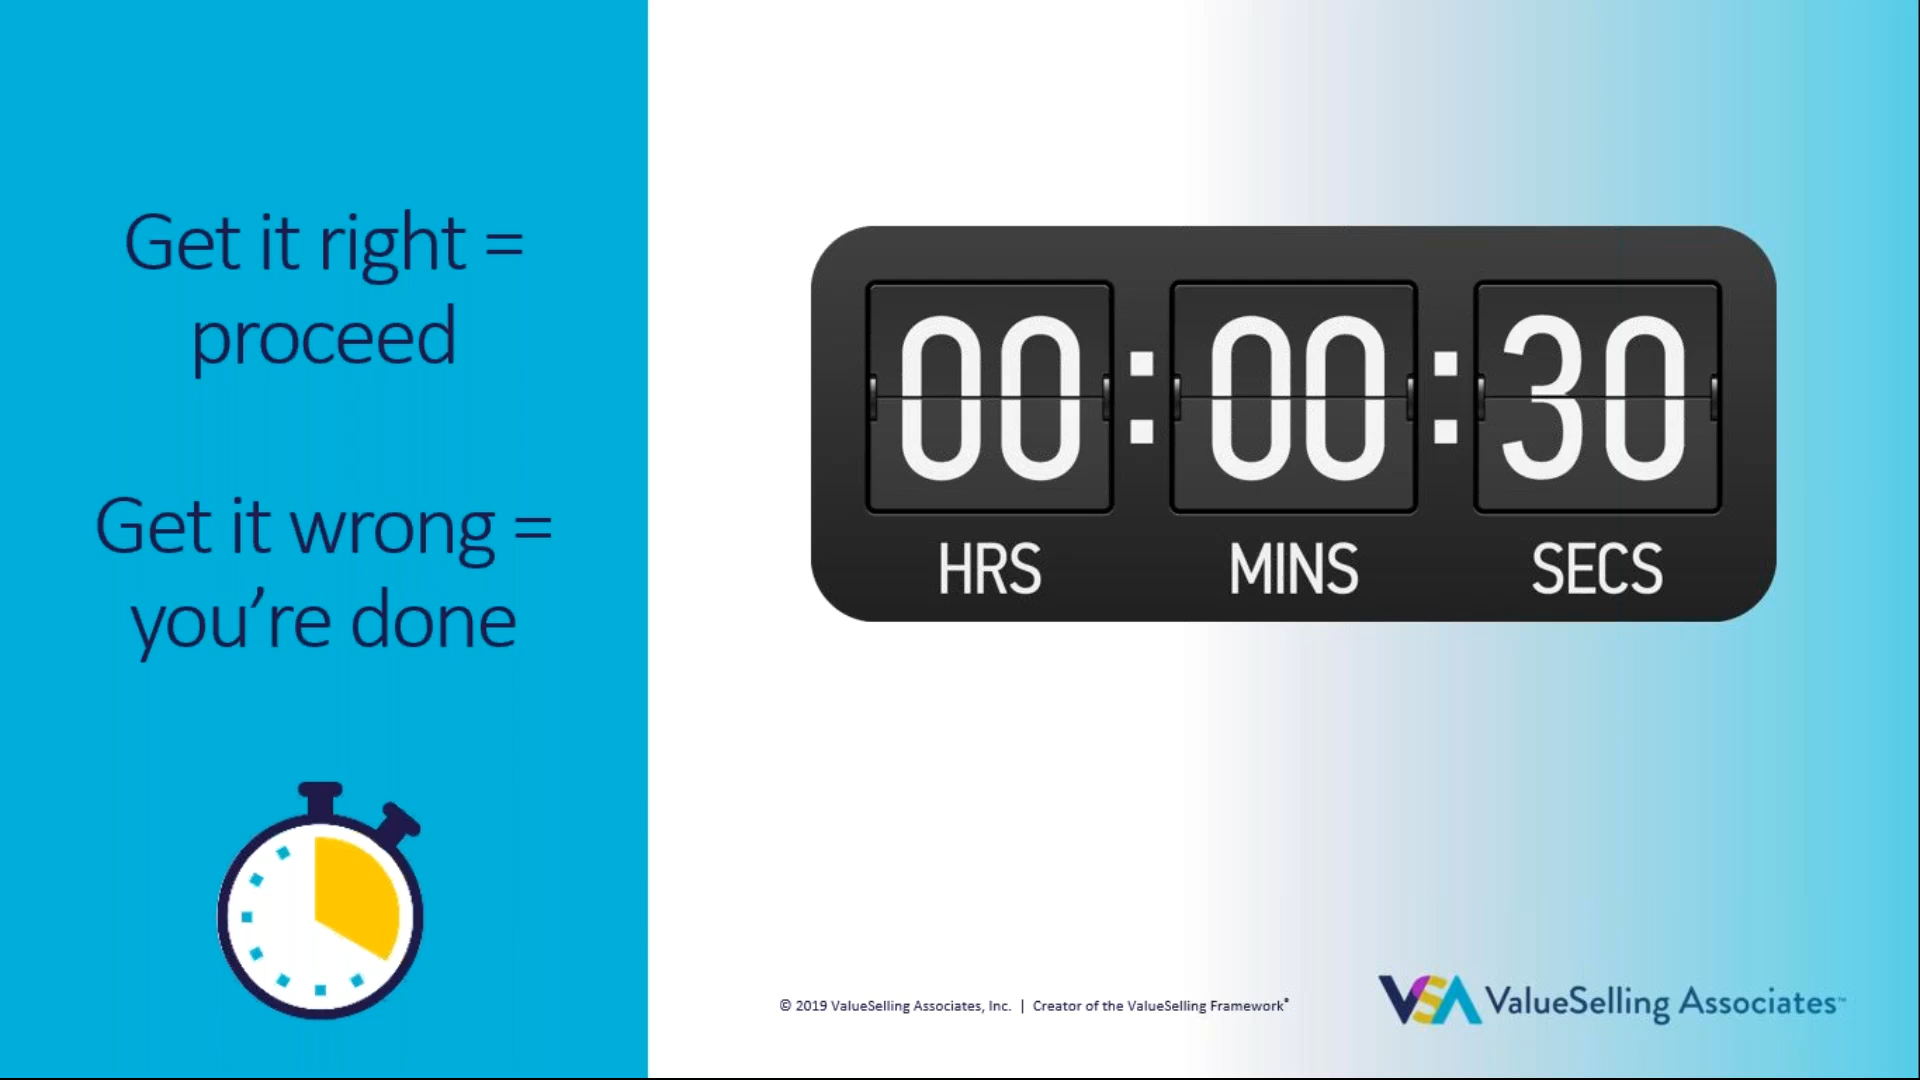 Get it right =
proceed
Get it wrong =
you’re done
00:00:30
HRS MINS SECS
© 2019 ValueSelling Associates, Inc. | Creator of the ValueSelling Framework®
VSA ValueSelling Associates™